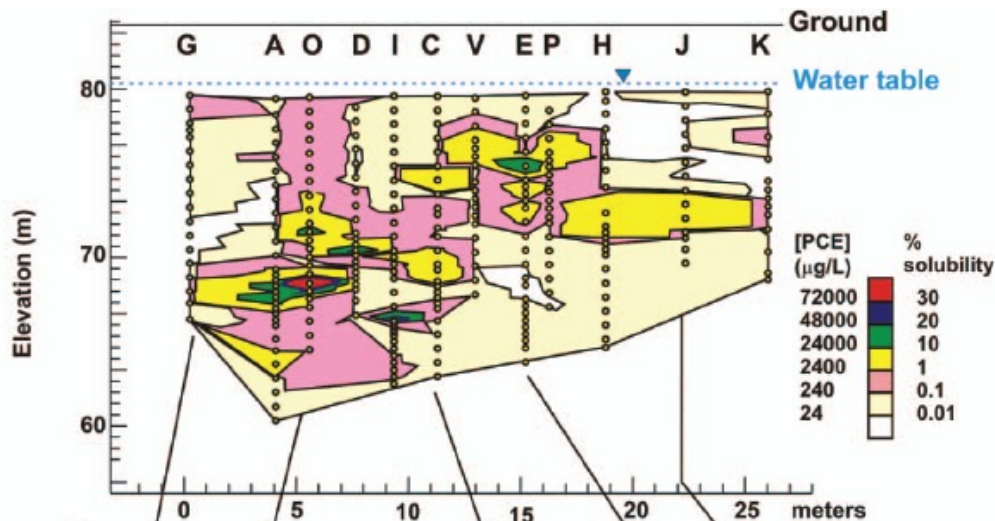 Ground
G A O D I C V E P H J K
80
Water table
Elevation (m)
70
60
[PCE] %
(µg/L) solubility
72000 30
48000 20
24000 10
2400 1
240 0.1
24 0.01
0 5 10 15 20 25 meters